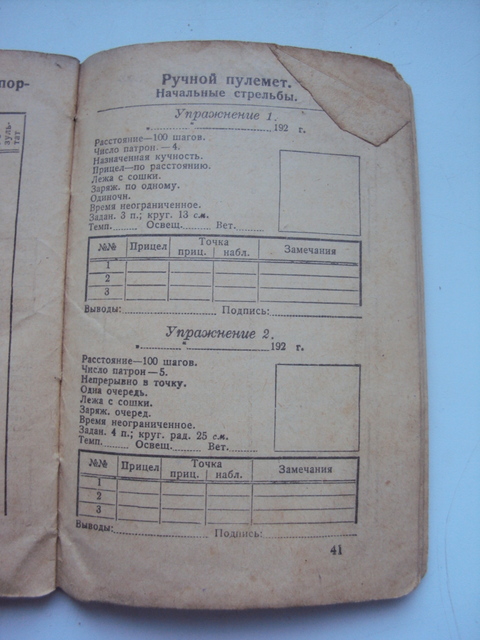 пор-
зуль-
тат
Ручной пулемет.
Начальные стрельбы.
Упражнение 1.
„ “ 192 г.
Расстояние—100 шагов.
Число патрон.—4.
Назначенная кучность.
Прицел—по расстоянию.
Лежа с сошки.
Заряж. по одному.
Одиночн.
Время неограниченное.
Задан. 3 п.; круг. 13 см.
Темп. Освещ. Вет.
№№ Прицел Точка Замечания
приц. набл.
1
2
3
Выводы: Подпись:
Упражнение 2.
„ “ 192 г.
Расстояние—100 шагов.
Число патрон—5.
Непрерывно в точку.
Одна очередь.
Лежа с сошки.
Заряж. очеред.
Время неограниченное.
Задан. 4 п.; круг. рад. 25 см.
Темп. Освещ. Вет.
№№ Прицел Точка Замечания
приц. набл.
1
2
3
Выводы: Подпись:
41